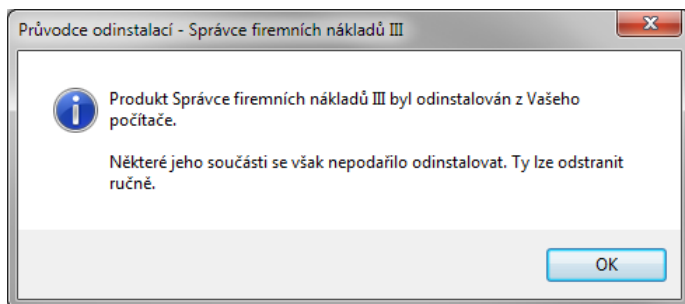 Průvodce odinstalací - Správce firemních nákladů III
Produkt Správce firemních nákladů III byl odinstalován z Vašeho
počítače.
Některé jeho součásti se však nepodařilo odinstalovat. Ty lze odstranit
ručně.
OK